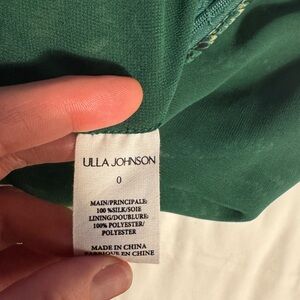 ULLA JOHNSON
0
MAIN/PRINCIPALE:
100 %SILK/SOIE
LINING/DOUBLURE:
100% POLYESTER/
POLYESTER
MADE IN CHINA
FABRIQUE EN CHINE